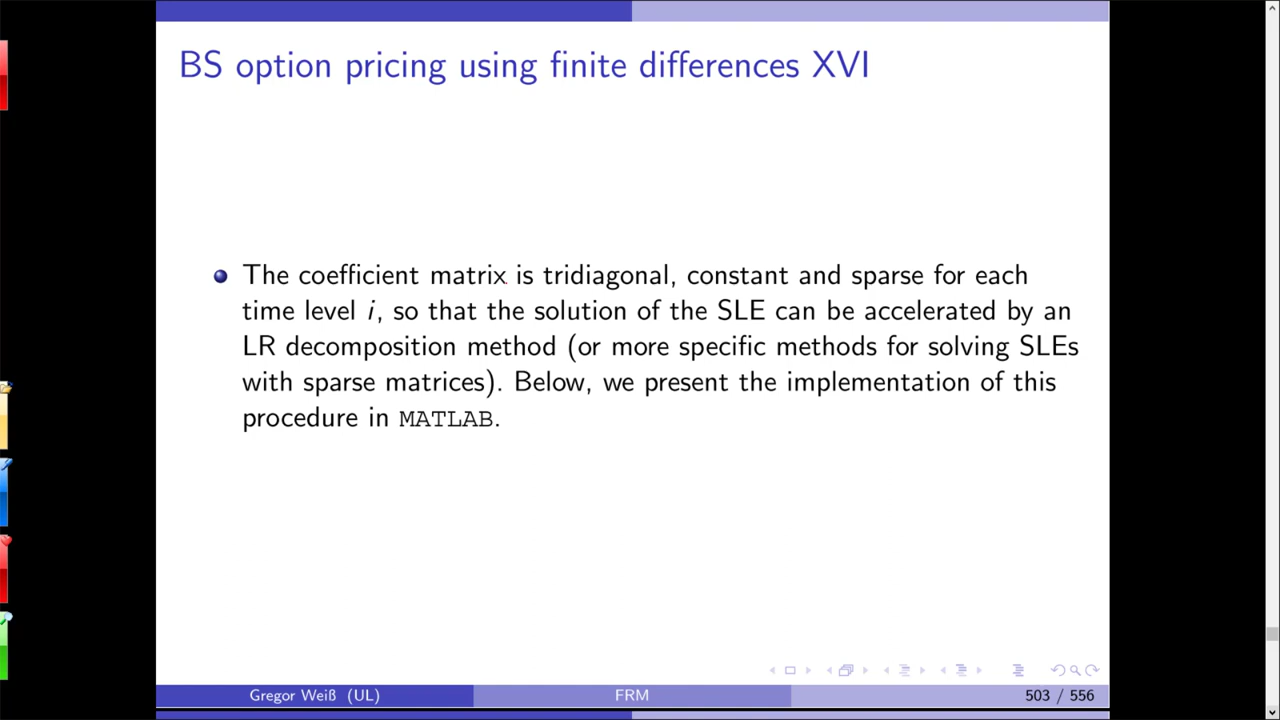 BS option pricing using finite differences XVI
The coefficient matrix is tridiagonal, constant and sparse for each
time level i, so that the solution of the SLE can be accelerated by an
LR decomposition method (or more specific methods for solving SLEs
with sparse matrices). Below, we present the implementation of this
procedure in MATLAB.
Gregor Weiß (UL)
FRM
503 / 556